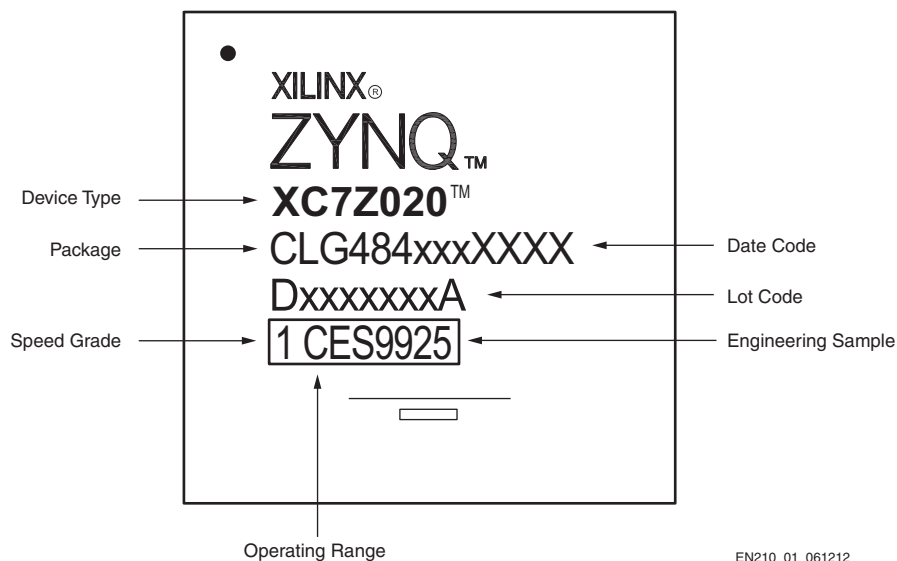 XILINX®
ZYNQ™
Device Type
XC7Z020™
Package
CLG484xxxXXXX
Date Code
DxxxxxxxA
Lot Code
Speed Grade
1 CES9925
Engineering Sample
Operating Range
EN210_01_061212